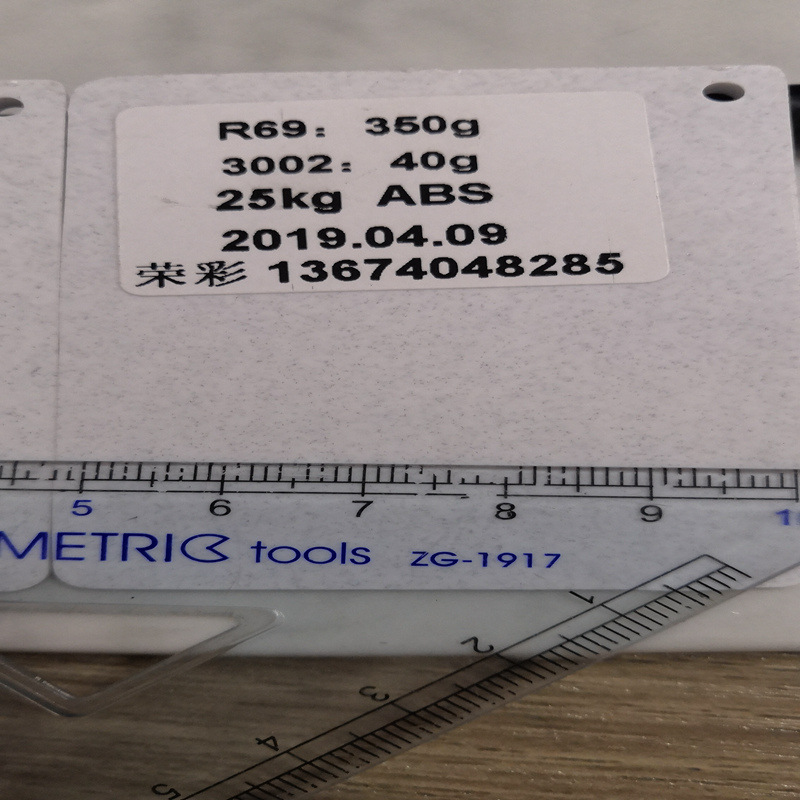 R69: 350g
3002: 40g
25kg ABS
2019.04.09
荣彩 13674048285
5 6 7 8 9 10
METRIC tools ZG-1917
1
2
3
4
5